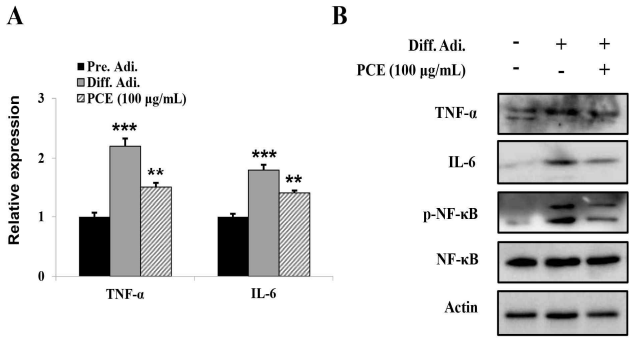 A
Pre. Adi.
Diff. Adi.
PCE (100 μg/mL)
Relative expression
3
2
1
0
***
**
***
**
TNF-α
IL-6
B
Diff. Adi. - + +
PCE (100 μg/mL) - - +
TNF-α
IL-6
p-NF-κB
NF-κB
Actin